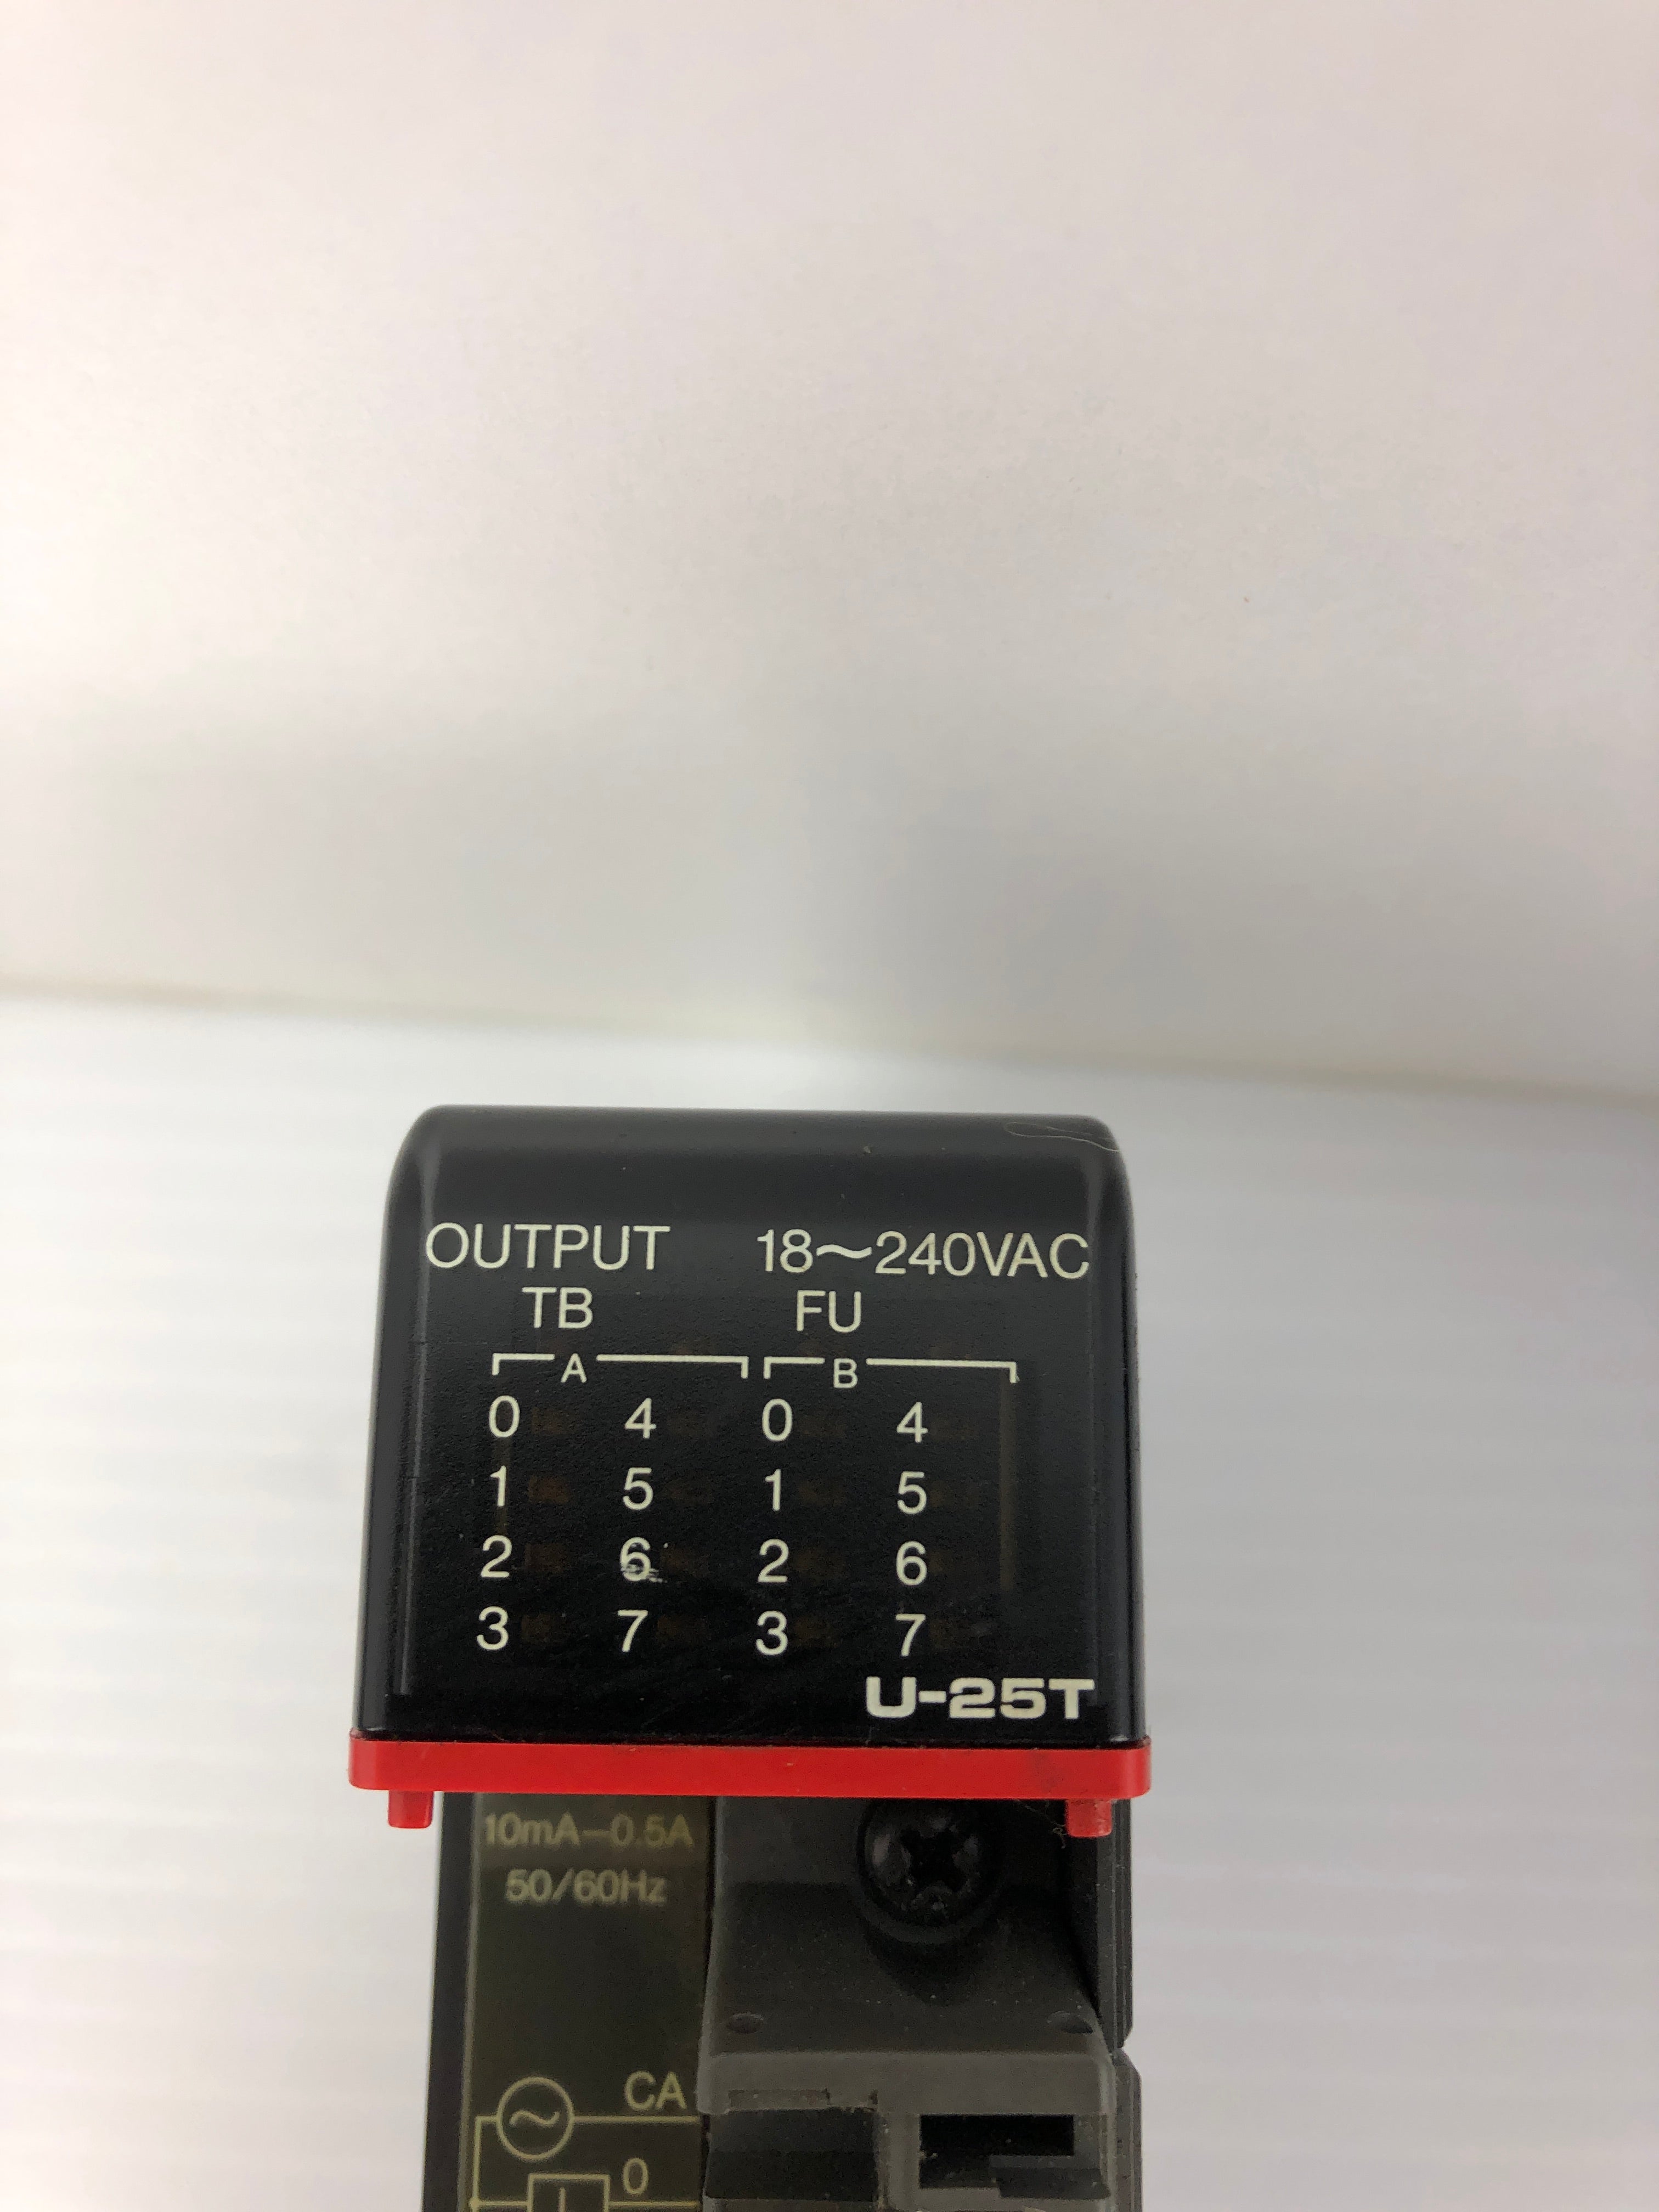 OUTPUT 18～240VAC
TB FU
A B
0 4 0 4
1 5 1 5
2 6 2 6
3 7 3 7
U-25T
10mA-0.5A
50/60Hz
CA
0
L